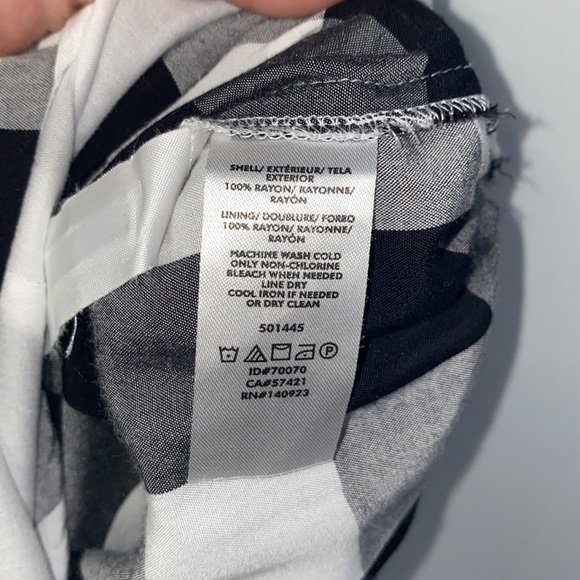 SHELL/ EXTÉRIEUR/ TELA
EXTERIOR
100% RAYON/ RAYONNE/
RAYÓN
LINING/ DOUBLURE/ FORRO
100% RAYON/ RAYONNE/
RAYÓN
MACHINE WASH COLD
ONLY NON-CHLORINE
BLEACH WHEN NEEDED
LINE DRY
COOL IRON IF NEEDED
OR DRY CLEAN
501445
P
ID#70070
CA#57421
RN#140923